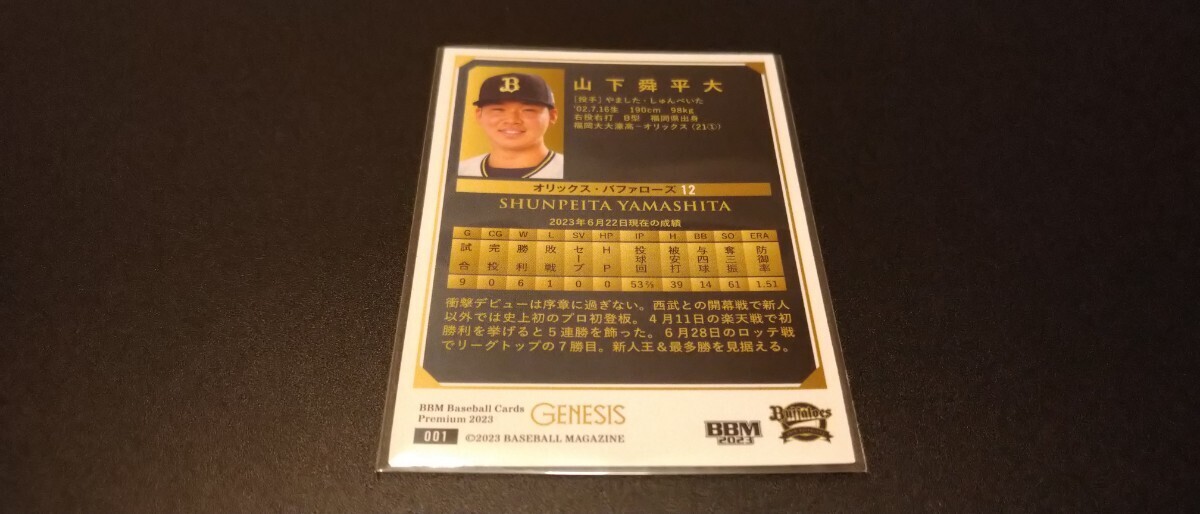 B
山下舜平大
[投手] やました・しゅんぺいた
'02.7.16生 190cm 98kg
右投右打 B型 福岡県出身
福岡大大濠高－オリックス(21①)
オリックス・バファローズ 12
SHUNPEITA YAMASHITA
2023年6月22日現在の成績
G CG W L SV HP IP H BB SO ERA
試合 完投 勝利 敗戦 セーブ HP 投球回 被安打 与四球 奪三振 防御率
9 0 6 1 0 0 53⅔ 39 14 61 1.51
衝撃デビューは序章に過ぎない。西武との開幕戦で新人
以外では史上初のプロ初登板。4月11日の楽天戦で初
勝利を挙げると5連勝を飾った。6月28日のロッテ戦
でリーグトップの7勝目。新人王＆最多勝を見据える。
BBM Baseball Cards
Premium 2023
GENESIS
001 ©2023 BASEBALL MAGAZINE
BBM
2023
Buffaloes